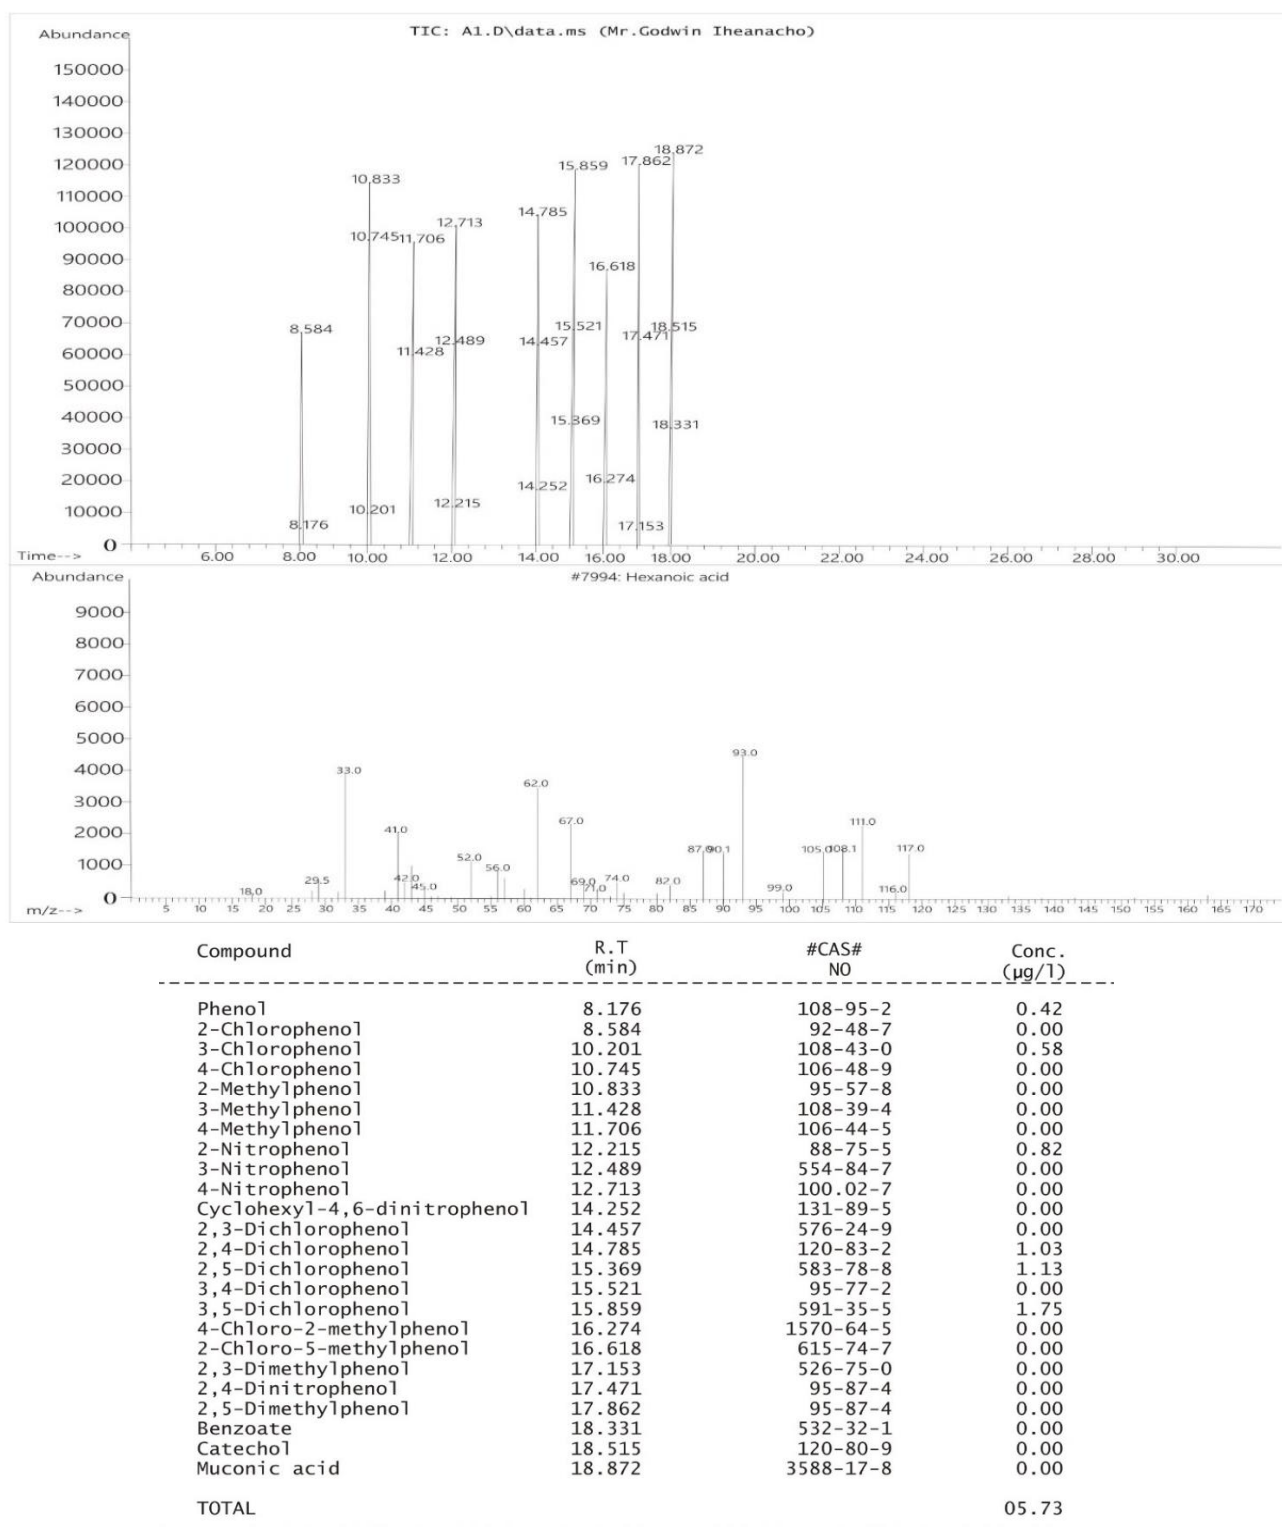 Abundance TIC: A1.D\data.ms (Mr.Godwin Iheanacho)
150000
140000
130000
120000
110000
100000
90000
80000
70000
60000
50000
40000
30000
20000
10000
0
18.872
17.862
15.859
10.833
14.785
12.713
10.745 11.706
16.618
8.584
15.521
18.515
17.471
14.457
12.489
11.428
15.369
18.331
14.252
16.274
12.215
10.201
8.176
17.153
Time--> 6.00 8.00 10.00 12.00 14.00 16.00 18.00 20.00 22.00 24.00 26.00 28.00 30.00
Abundance #7994: Hexanoic acid
9000
8000
7000
6000
5000
4000
3000
2000
1000
0
93.0
33.0
62.0
67.0
111.0
41.0
87.0 90.1 105.0 108.1 117.0
52.0
56.0
29.5 42.0 69.0 74.0 82.0
18.0 45.0 71.0 99.0 116.0
m/z--> 5 10 15 20 25 30 35 40 45 50 55 60 65 70 75 80 85 90 95 100 105 110 115 120 125 130 135 140 145 150 155 160 165 170
Compound R.T #CAS# Conc.
(min) NO (µg/l)
Phenol 8.176 108-95-2 0.42
2-Chlorophenol 8.584 92-48-7 0.00
3-Chlorophenol 10.201 108-43-0 0.58
4-Chlorophenol 10.745 106-48-9 0.00
2-Methylphenol 10.833 95-57-8 0.00
3-Methylphenol 11.428 108-39-4 0.00
4-Methylphenol 11.706 106-44-5 0.00
2-Nitrophenol 12.215 88-75-5 0.82
3-Nitrophenol 12.489 554-84-7 0.00
4-Nitrophenol 12.713 100.02-7 0.00
Cyclohexyl-4,6-dinitrophenol 14.252 131-89-5 0.00
2,3-Dichlorophenol 14.457 576-24-9 0.00
2,4-Dichlorophenol 14.785 120-83-2 1.03
2,5-Dichlorophenol 15.369 583-78-8 1.13
3,4-Dichlorophenol 15.521 95-77-2 0.00
3,5-Dichlorophenol 15.859 591-35-5 1.75
4-Chloro-2-methylphenol 16.274 1570-64-5 0.00
2-Chloro-5-methylphenol 16.618 615-74-7 0.00
2,3-Dimethylphenol 17.153 526-75-0 0.00
2,4-Dinitrophenol 17.471 95-87-4 0.00
2,5-Dimethylphenol 17.862 95-87-4 0.00
Benzoate 18.331 532-32-1 0.00
Catechol 18.515 120-80-9 0.00
Muconic acid 18.872 3588-17-8 0.00
TOTAL 05.73